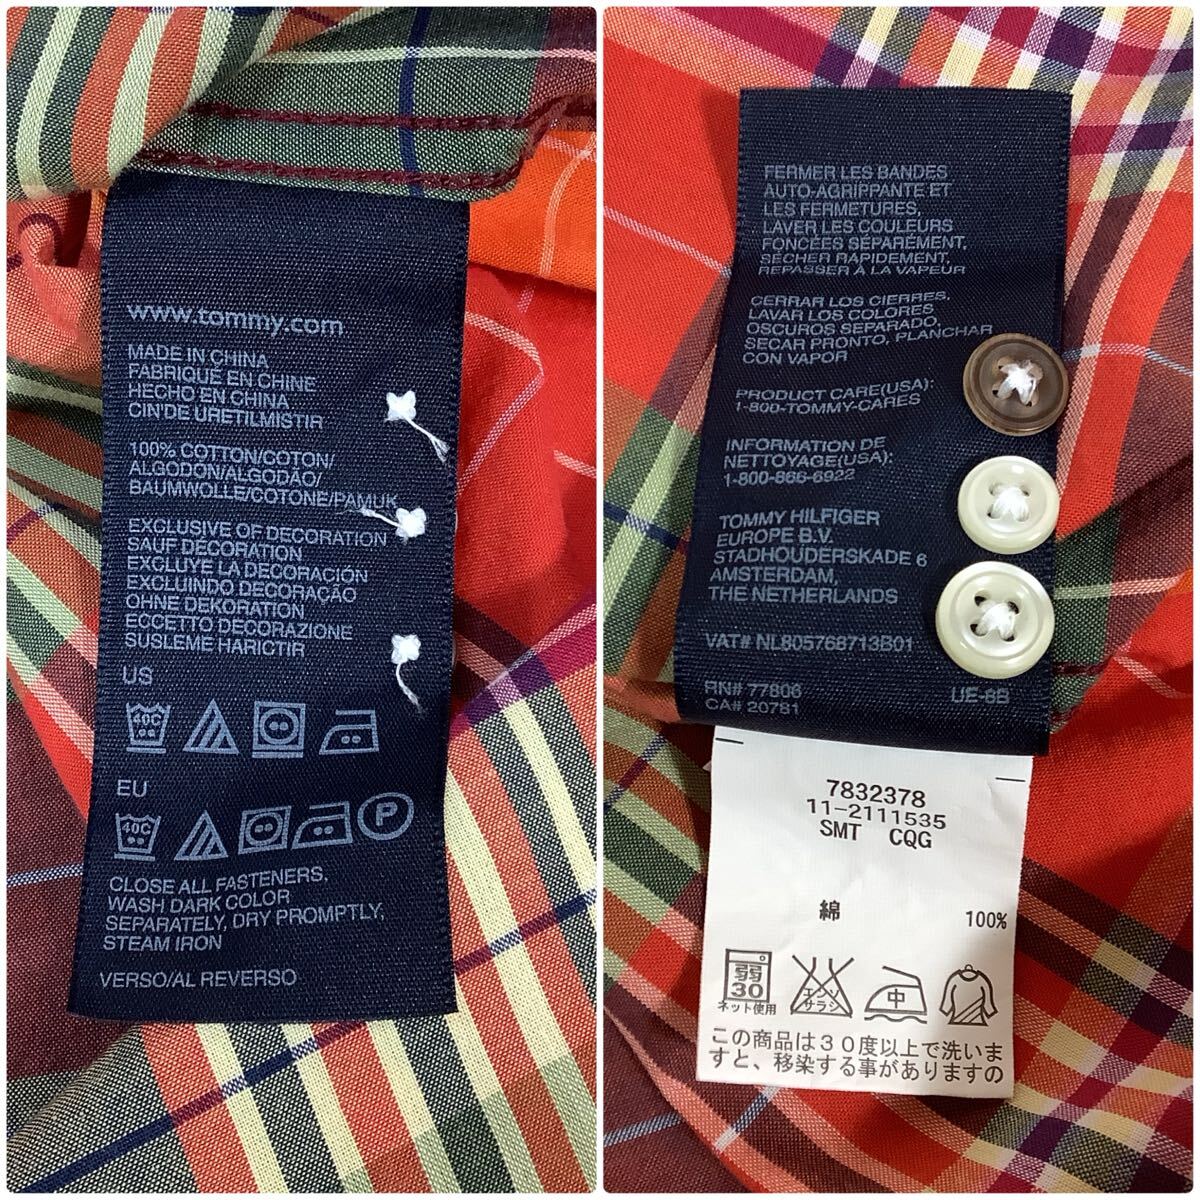 www.tommy.com
MADE IN CHINA
FABRIQUÉ EN CHINE
HECHO EN CHINA
CIN'DE URETILMISTIR
100% COTTON/COTON/
ALGODON/ALGODÃO/
BAUMWOLLE/COTONE/PAMUK
EXCLUSIVE OF DECORATION
SAUF DECORATION
EXCLUYE LA DECORACIÓN
EXCLUINDO DECORAÇÃO
OHNE DEKORATION
ECCETTO DECORAZIONE
SUSLEME HARICTIR
US
40C
EU
40C
P
CLOSE ALL FASTENERS,
WASH DARK COLOR
SEPARATELY, DRY PROMPTLY,
STEAM IRON
VERSO/AL REVERSO
FERMER LES BANDES
AUTO-AGRIPPANTE ET
LES FERMETURES,
LAVER LES COULEURS
FONCÉES SÉPARÉMENT,
SÉCHER RAPIDEMENT,
REPASSER À LA VAPEUR
CERRAR LOS CIERRES,
LAVAR LOS COLORES
OSCUROS SEPARADO,
SECAR PRONTO, PLANCHAR
CON VAPOR
PRODUCT CARE(USA):
1-800-TOMMY-CARES
INFORMATION DE
NETTOYAGE(USA):
1-800-866-6922
TOMMY HILFIGER
EUROPE B.V.
STADHOUDERSKADE 6
AMSTERDAM,
THE NETHERLANDS
VAT# NL805768713B01
RN# 77806 UE-8B
CA# 20781
7832378
11-2111535
SMT CQG
綿 100%
弱
30
ネット使用
エンソ
サラシ
中
この商品は30度以上で洗いま
すと、移染する事がありますの